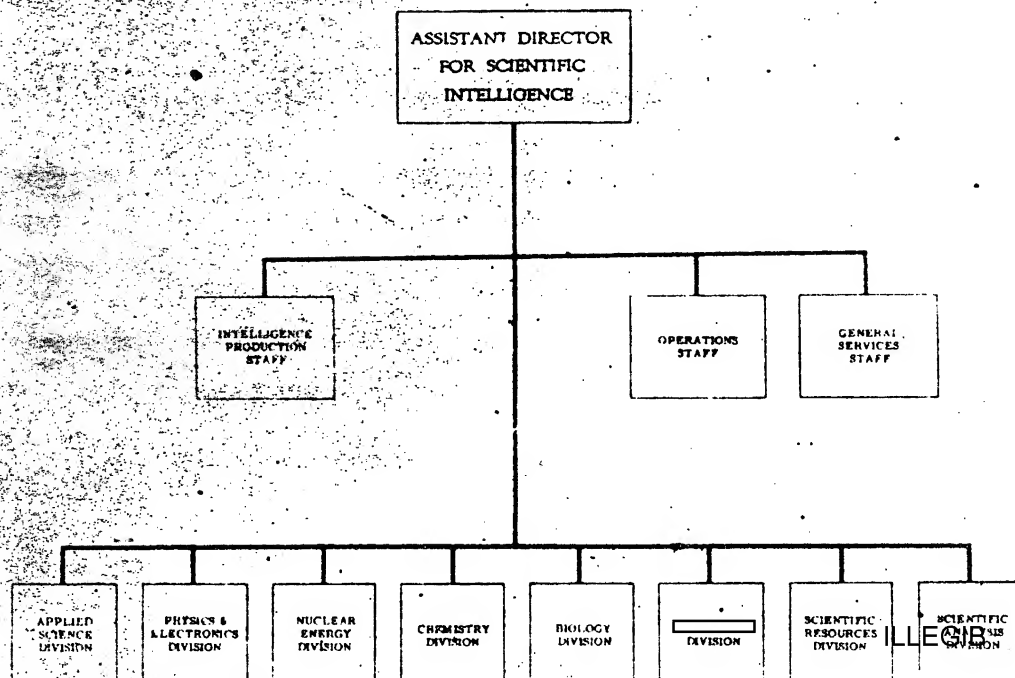 ASSISTANT DIRECTOR
FOR SCIENTIFIC
INTELLIGENCE
INTELLIGENCE
PRODUCTION
STAFF
OPERATIONS
STAFF
GENERAL
SERVICES
STAFF
APPLIED
SCIENCE
DIVISION
PHYSICS &
ELECTRONICS
DIVISION
NUCLEAR
ENERGY
DIVISION
CHEMISTRY
DIVISION
BIOLOGY
DIVISION
DIVISION
SCIENTIFIC
RESOURCES
DIVISION
SCIENTIFIC
ANALYSIS
DIVISION
ILLEGIB